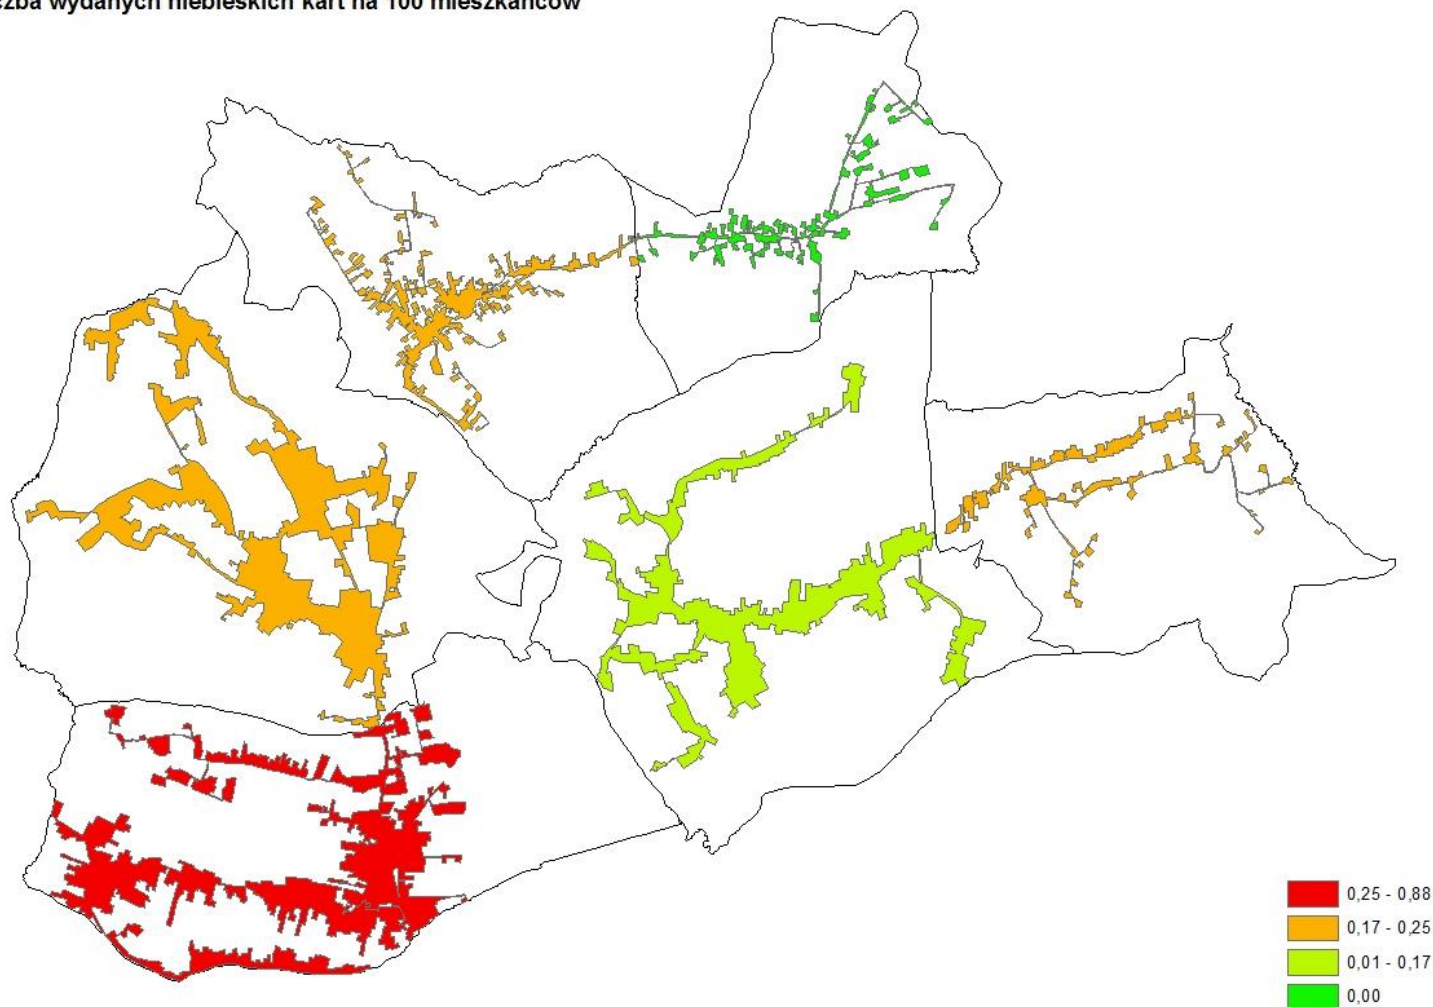 zba wydanych niebieskich kart na 100 mieszkańców
0,25 - 0,88
0,17 - 0,25
0,01 - 0,17
0,00